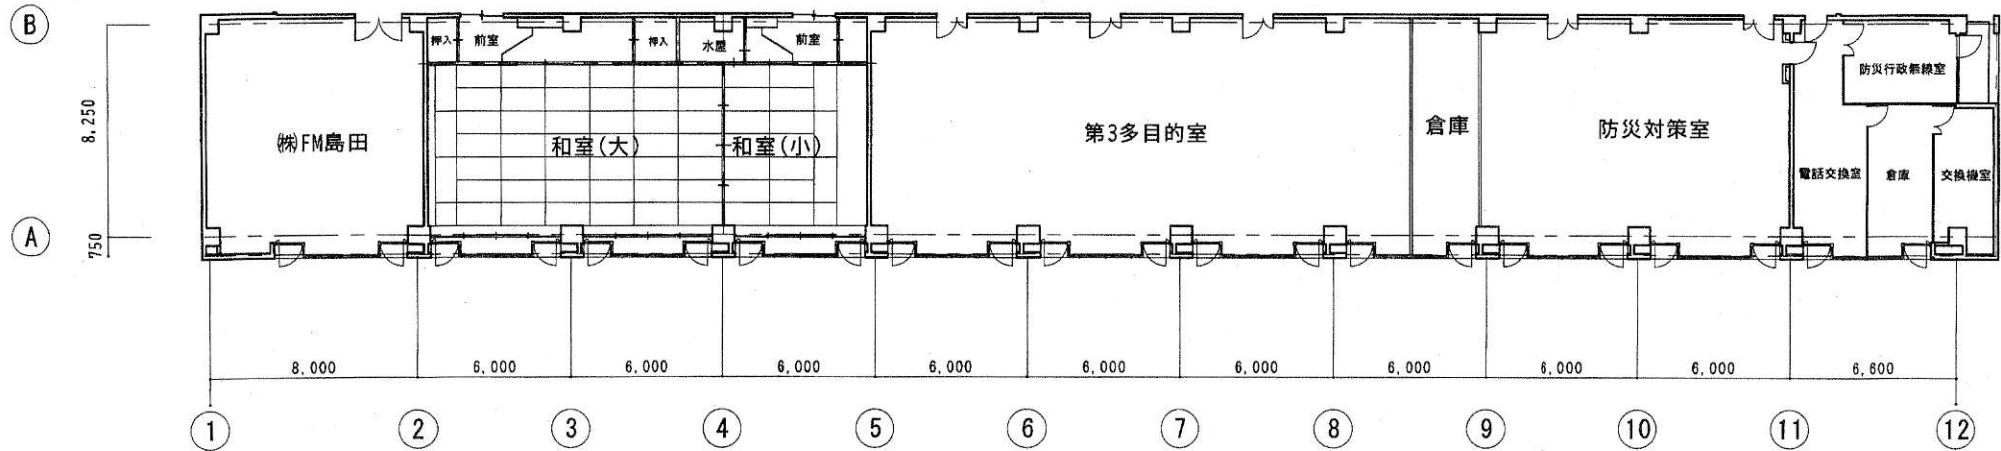 B
押入
前室
押入
水屋
前室
防災行政無線室
8,250
㈱FM島田
和室(大)
和室(小)
第3多目的室
倉庫
防災対策室
電話交換室
倉庫
交換機室
A
750
8,000
6,000
6,000
6,000
6,000
6,000
6,000
6,000
6,000
6,000
6,600
1
2
3
4
5
6
7
8
9
10
11
12